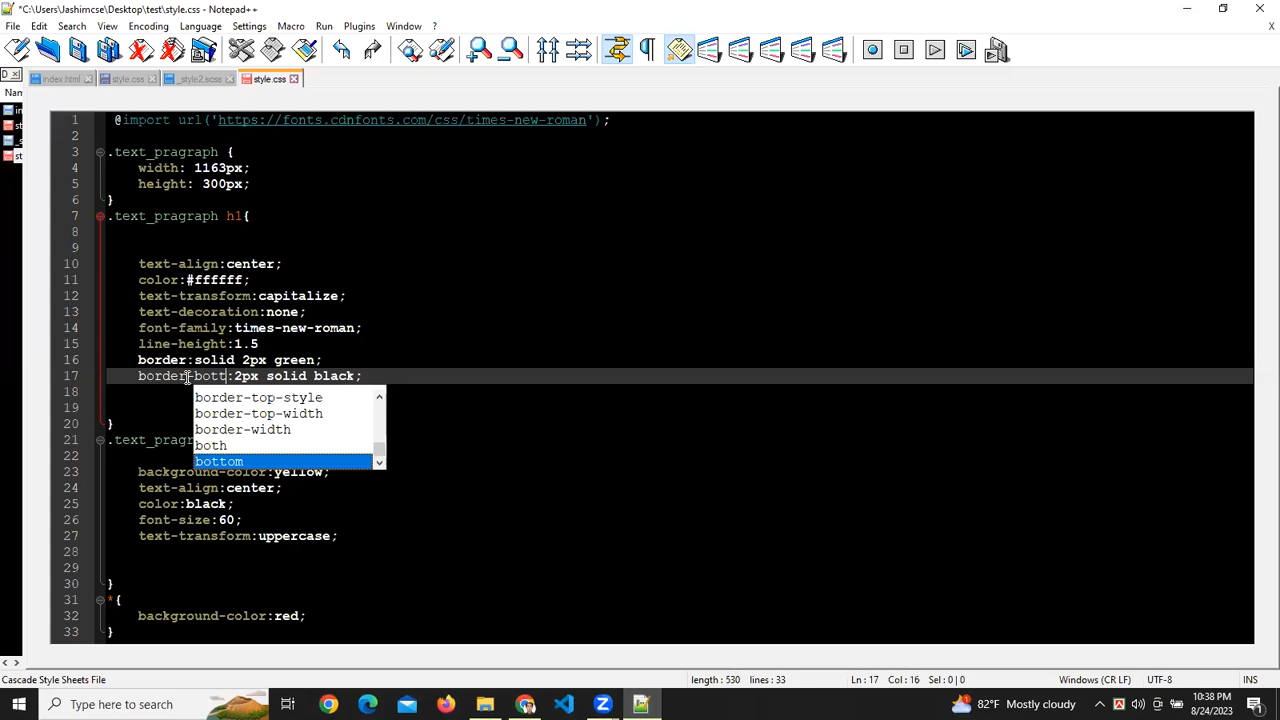 *C:\Users\Jashimcse\Desktop\test\style.css - Notepad++
File Edit Search View Encoding Language Settings Tools Macro Run Plugins Window ?
X
D
index.html style.css _style2.scss style.css
Nam
in
st
st
1 @import url('https://fonts.cdnfonts.com/css/times-new-roman');
2
3 .text_pragraph {
4 width: 1163px;
5 height: 300px;
6 }
7 .text_pragraph h1{
8
9
10 text-align:center;
11 color:#ffffff;
12 text-transform:capitalize;
13 text-decoration:none;
14 font-family:times-new-roman;
15 line-height:1.5
16 border:solid 2px green;
17 border-bott:2px solid black;
18
border-top-style
19
border-top-width
20 }
border-width
21 .text_prag
both
22
bottom
23 background-color:yellow;
24 text-align:center;
25 color:black;
26 font-size:60;
27 text-transform:uppercase;
28
29
30 }
31 *{
32 background-color:red;
33 }
Cascade Style Sheets File length : 530 lines : 33 Ln : 17 Col : 16 Sel : 0 | 0 Windows (CR LF) UTF-8 INS
Type here to search 82°F Mostly cloudy 10:38 PM
8/24/2023